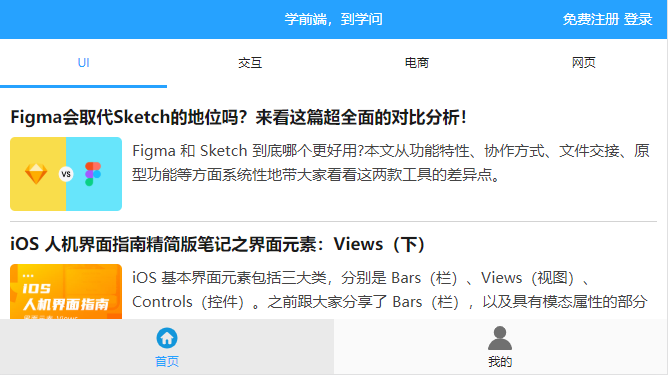 学前端，到学问
免费注册 登录
UI
交互
电商
网页
Figma会取代Sketch的地位吗？来看这篇超全面的对比分析！
VS
Figma 和 Sketch 到底哪个更好用?本文从功能特性、协作方式、文件交接、原
型功能等方面系统性地带大家看看这两款工具的差异点。
iOS 人机界面指南精简版笔记之界面元素：Views（下）
iOS
人机界面指南
iOS 基本界面元素包括三大类，分别是 Bars（栏）、Views（视图）、
Controls（控件）。之前跟大家分享了 Bars（栏），以及具有模态属性的部分
首页
我的